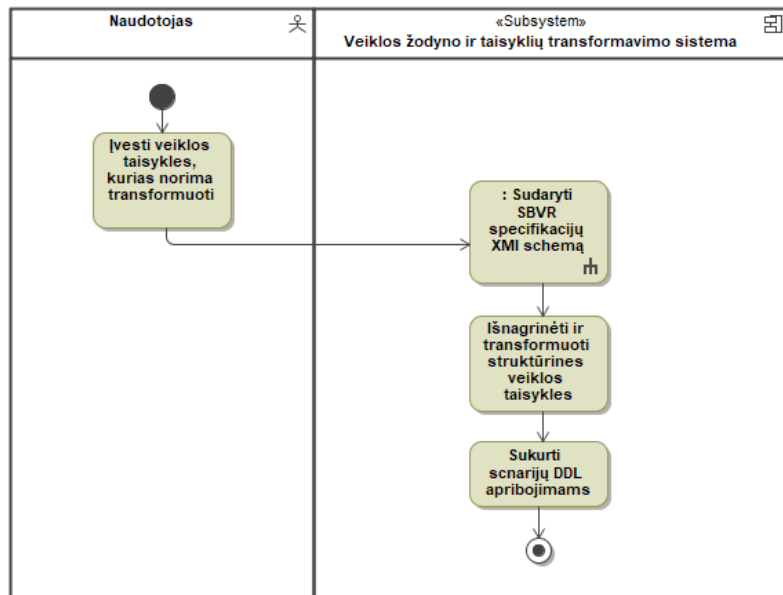 Naudotojas
«Subsystem»
Veiklos žodyno ir taisyklių transformavimo sistema
Įvesti veiklos
taisykles,
kurias norima
transformuoti
: Sudaryti
SBVR
specifikacijų
XMI schemą
Išnagrinėti ir
transformuoti
struktūrines
veiklos
taisykles
Sukurti
scnarijų DDL
apribojimams